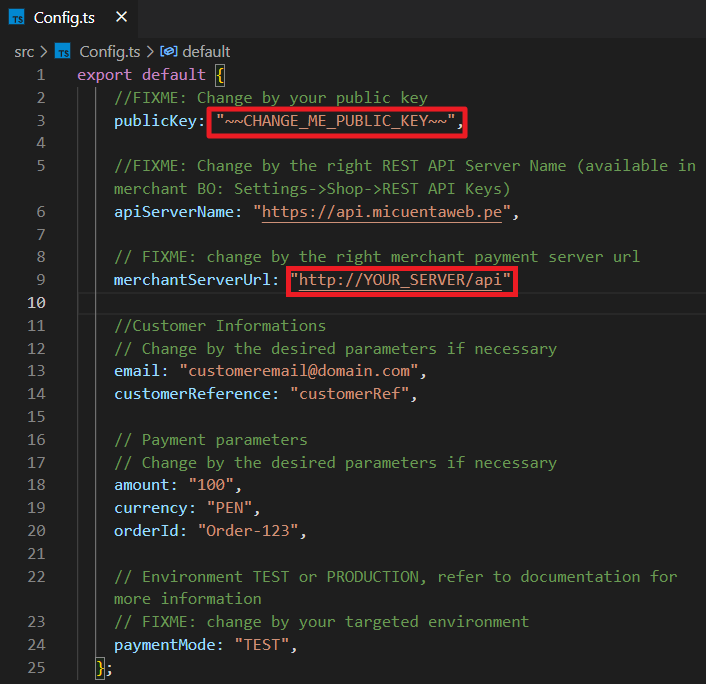 TS Config.ts ×
src > TS Config.ts > default
1 export default {
2 //FIXME: Change by your public key
3 publicKey: "~~CHANGE_ME_PUBLIC_KEY~~",
4
5 //FIXME: Change by the right REST API Server Name (available in
merchant BO: Settings->Shop->REST API Keys)
6 apiServerName: "https://api.micuentaweb.pe",
7
8 // FIXME: change by the right merchant payment server url
9 merchantServerUrl: "http://YOUR_SERVER/api"
10
11 //Customer Informations
12 // Change by the desired parameters if necessary
13 email: "customeremail@domain.com",
14 customerReference: "customerRef",
15
16 // Payment parameters
17 // Change by the desired parameters if necessary
18 amount: "100",
19 currency: "PEN",
20 orderId: "Order-123",
21
22 // Environment TEST or PRODUCTION, refer to documentation for
more information
23 // FIXME: change by your targeted environment
24 paymentMode: "TEST",
25 };